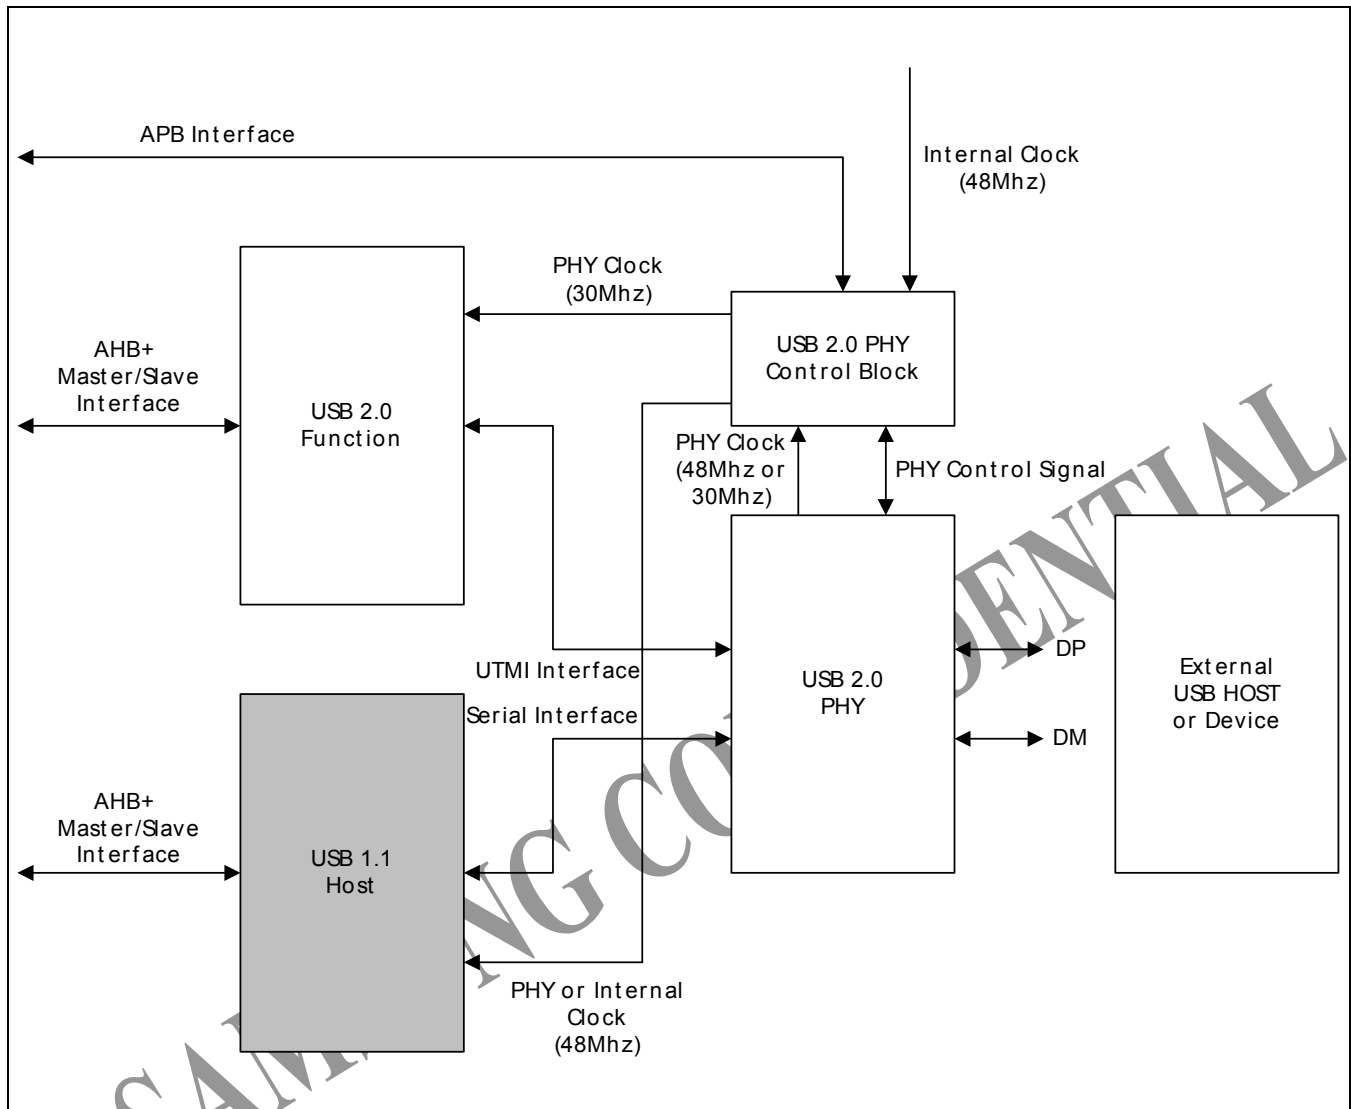 APB Interface
Internal Clock
(48Mhz)
PHY Clock
(30Mhz)
USB 2.0 PHY
Control Block
AHB+
Master/Slave
Interface
USB 2.0
Function
PHY Clock
(48Mhz or
30Mhz)
PHY Control Signal
UTMI Interface
Serial Interface
USB 2.0
PHY
DP
DM
External
USB HOST
or Device
AHB+
Master/Slave
Interface
USB 1.1
Host
PHY or Internal
Clock
(48Mhz)